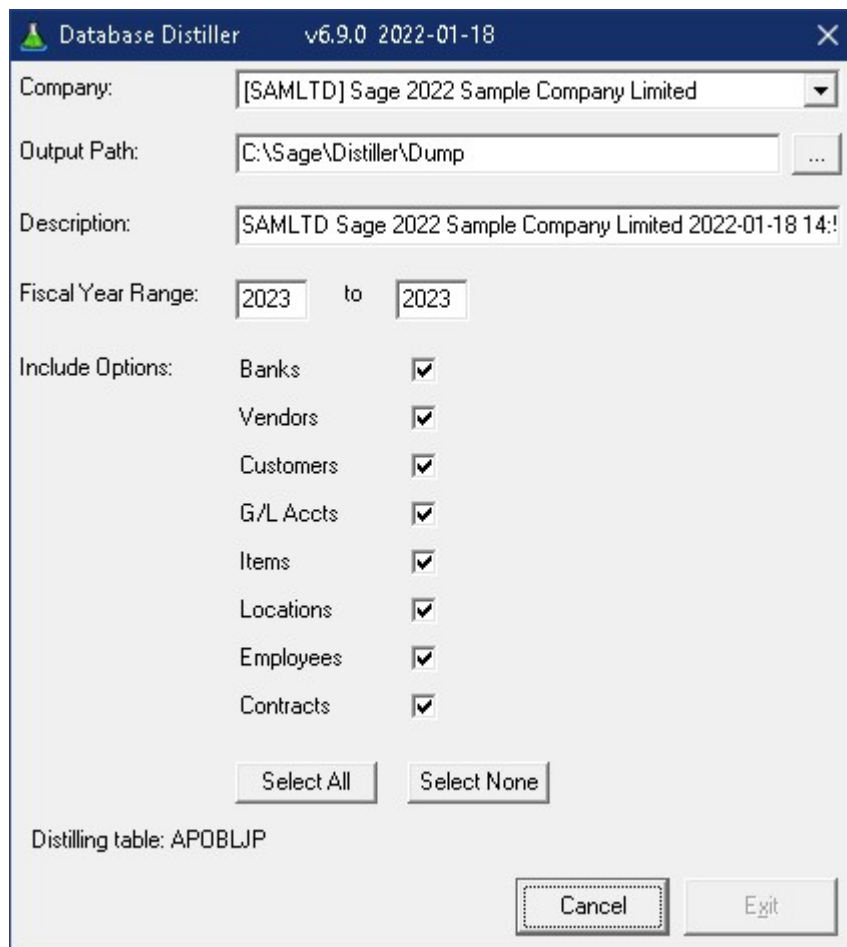 Database Distiller v6.9.0 2022-01-18
Company: [SAMLTD] Sage 2022 Sample Company Limited
Output Path: C:\Sage\Distiller\Dump ...
Description: SAMLTD Sage 2022 Sample Company Limited 2022-01-18 14:
Fiscal Year Range: 2023 to 2023
Include Options: Banks
Vendors
Customers
G/L Accts
Items
Locations
Employees
Contracts
Select All Select None
Distilling table: APOBLJP
Cancel Exit